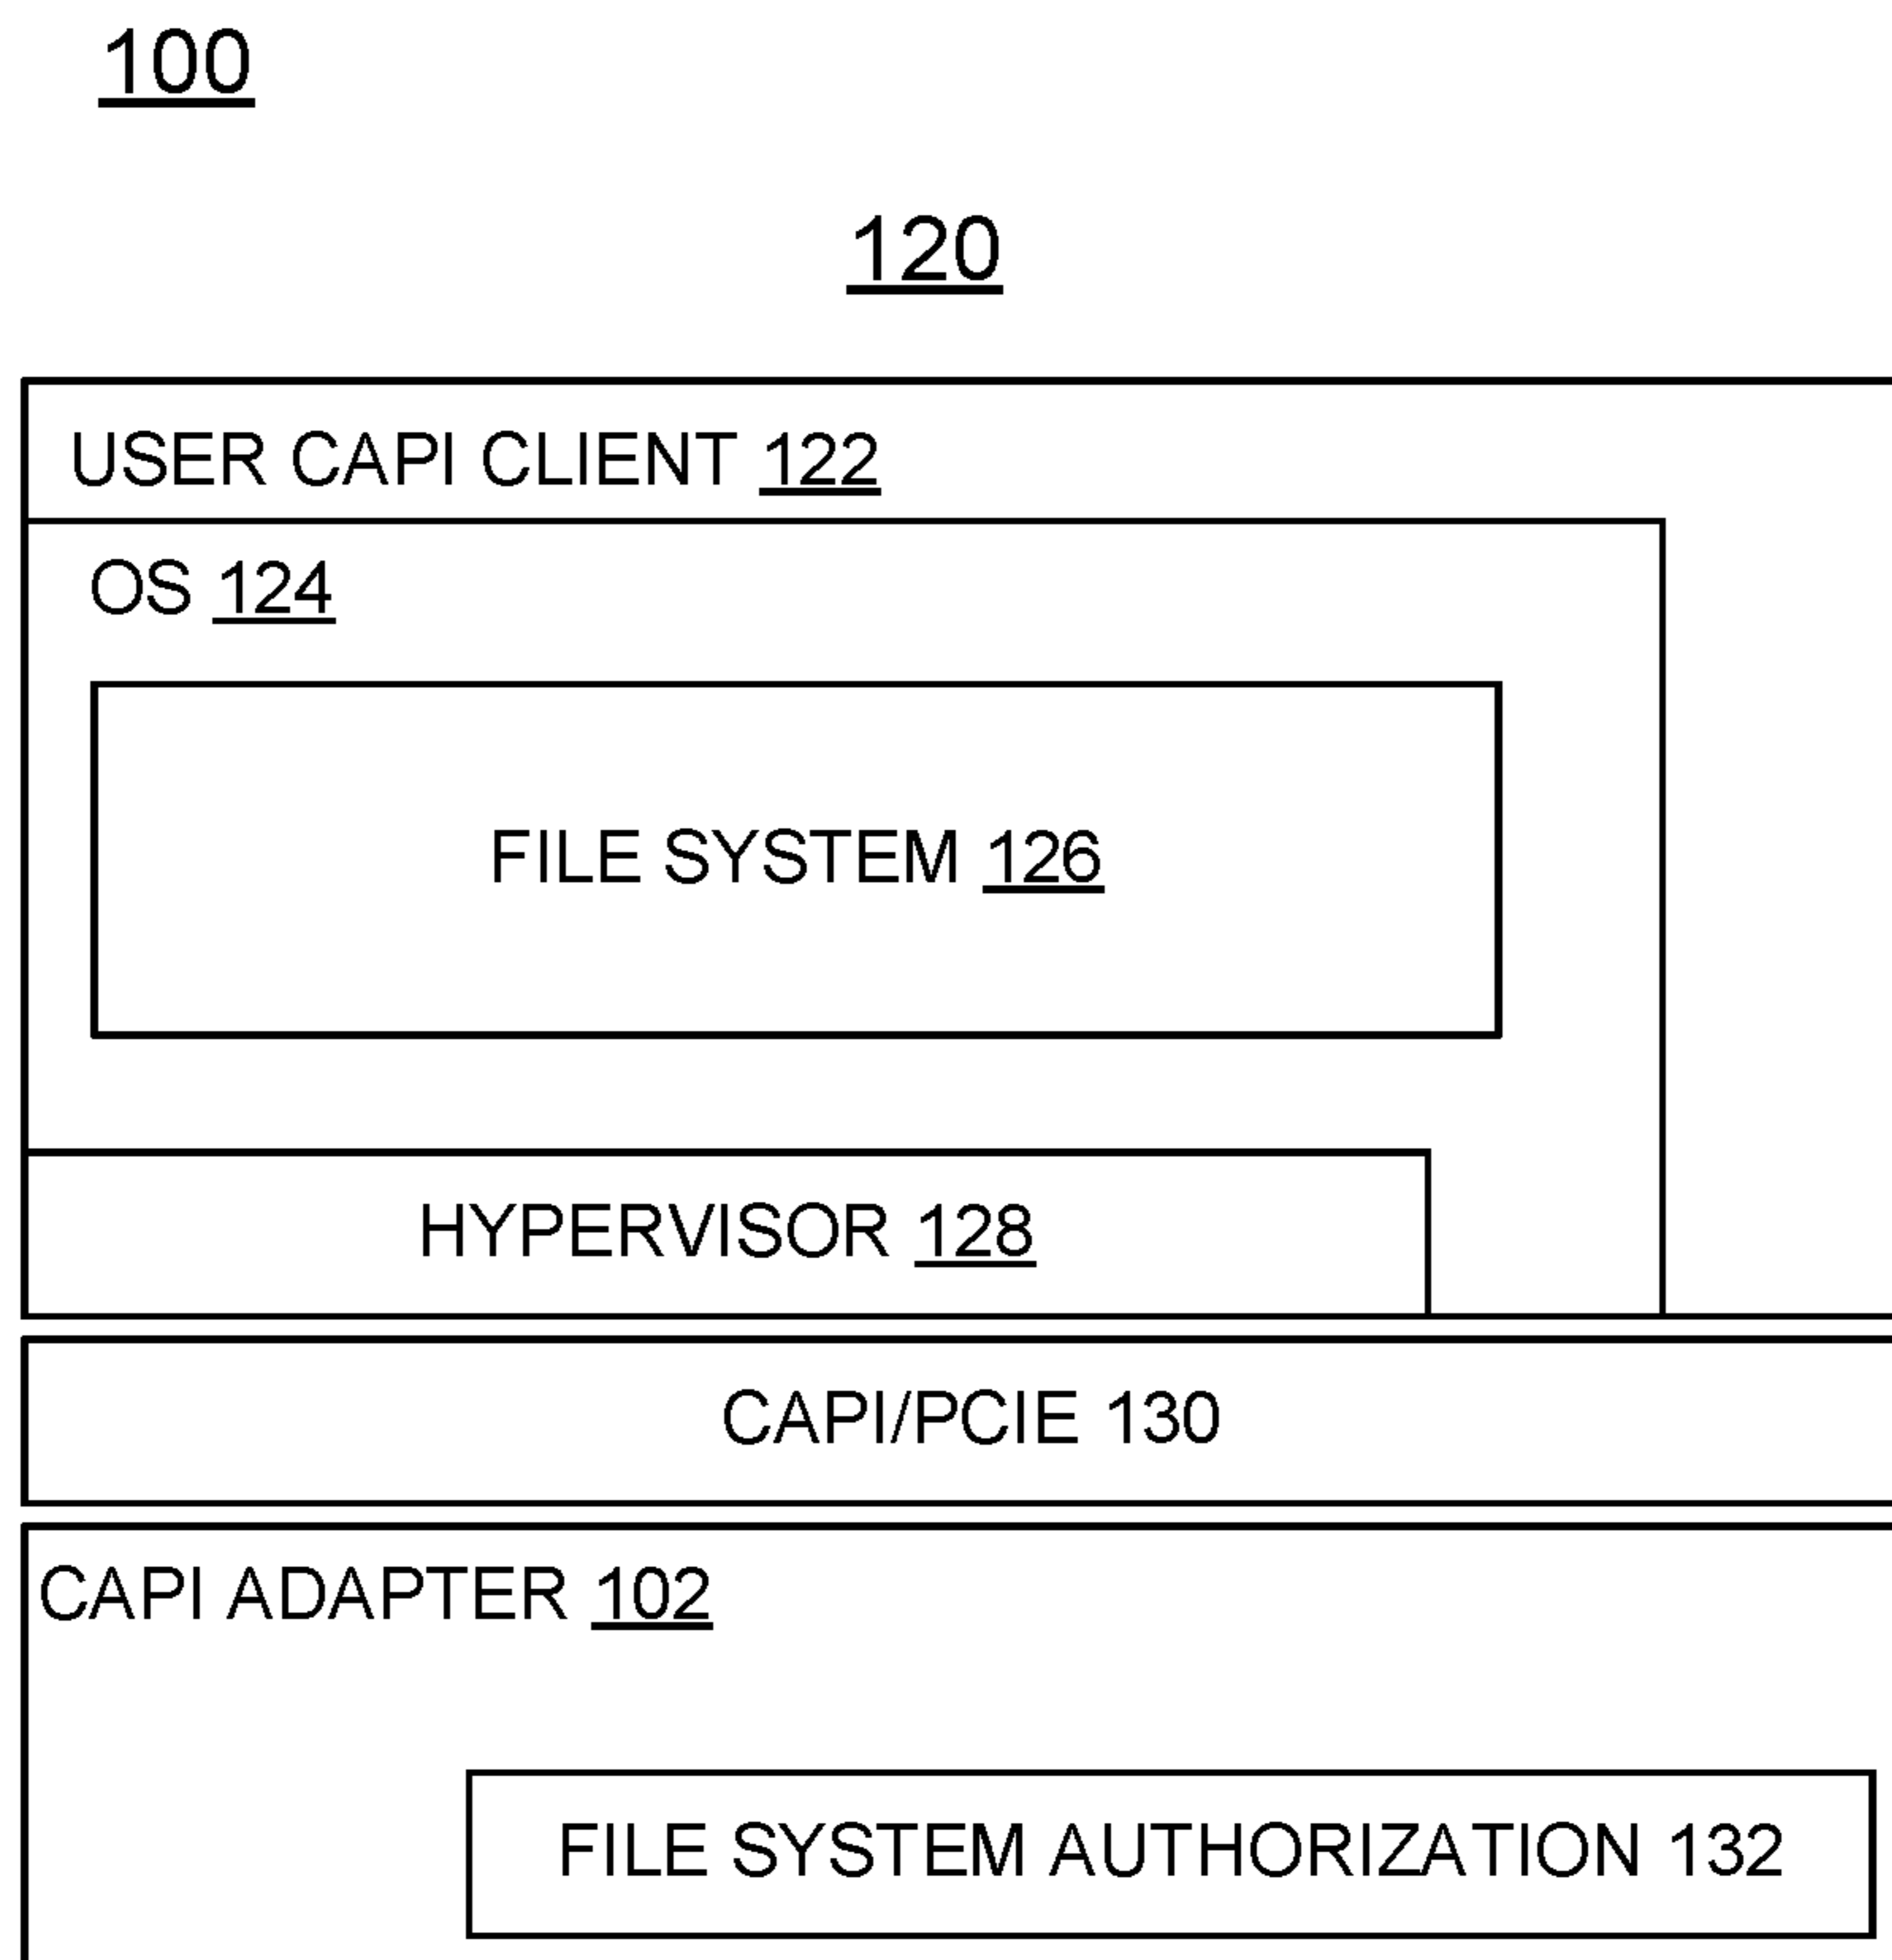 100
120
USER CAPI CLIENT 122
OS 124
FILE SYSTEM 126
HYPERVISOR 128
CAPI/PCIE 130
CAPI ADAPTER 102
FILE SYSTEM AUTHORIZATION 132